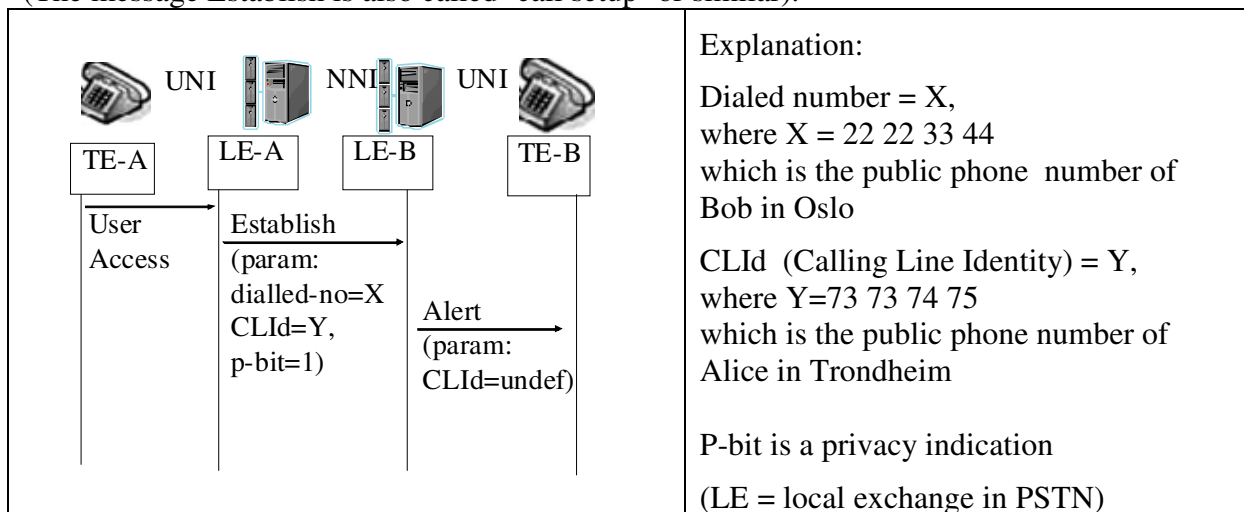 (The message Establish is also called "call setup" or similar).
UNI
NNI
UNI
TE-A
LE-A
LE-B
TE-B
User
Access
Establish
(param:
dialled-no=X
CLId=Y,
p-bit=1)
Alert
(param:
CLId=undef)
Explanation:
Dialed number = X,
where X = 22 22 33 44
which is the public phone number of
Bob in Oslo
CLId (Calling Line Identity) = Y,
where Y=73 73 74 75
which is the public phone number of
Alice in Trondheim
P-bit is a privacy indication
(LE = local exchange in PSTN)